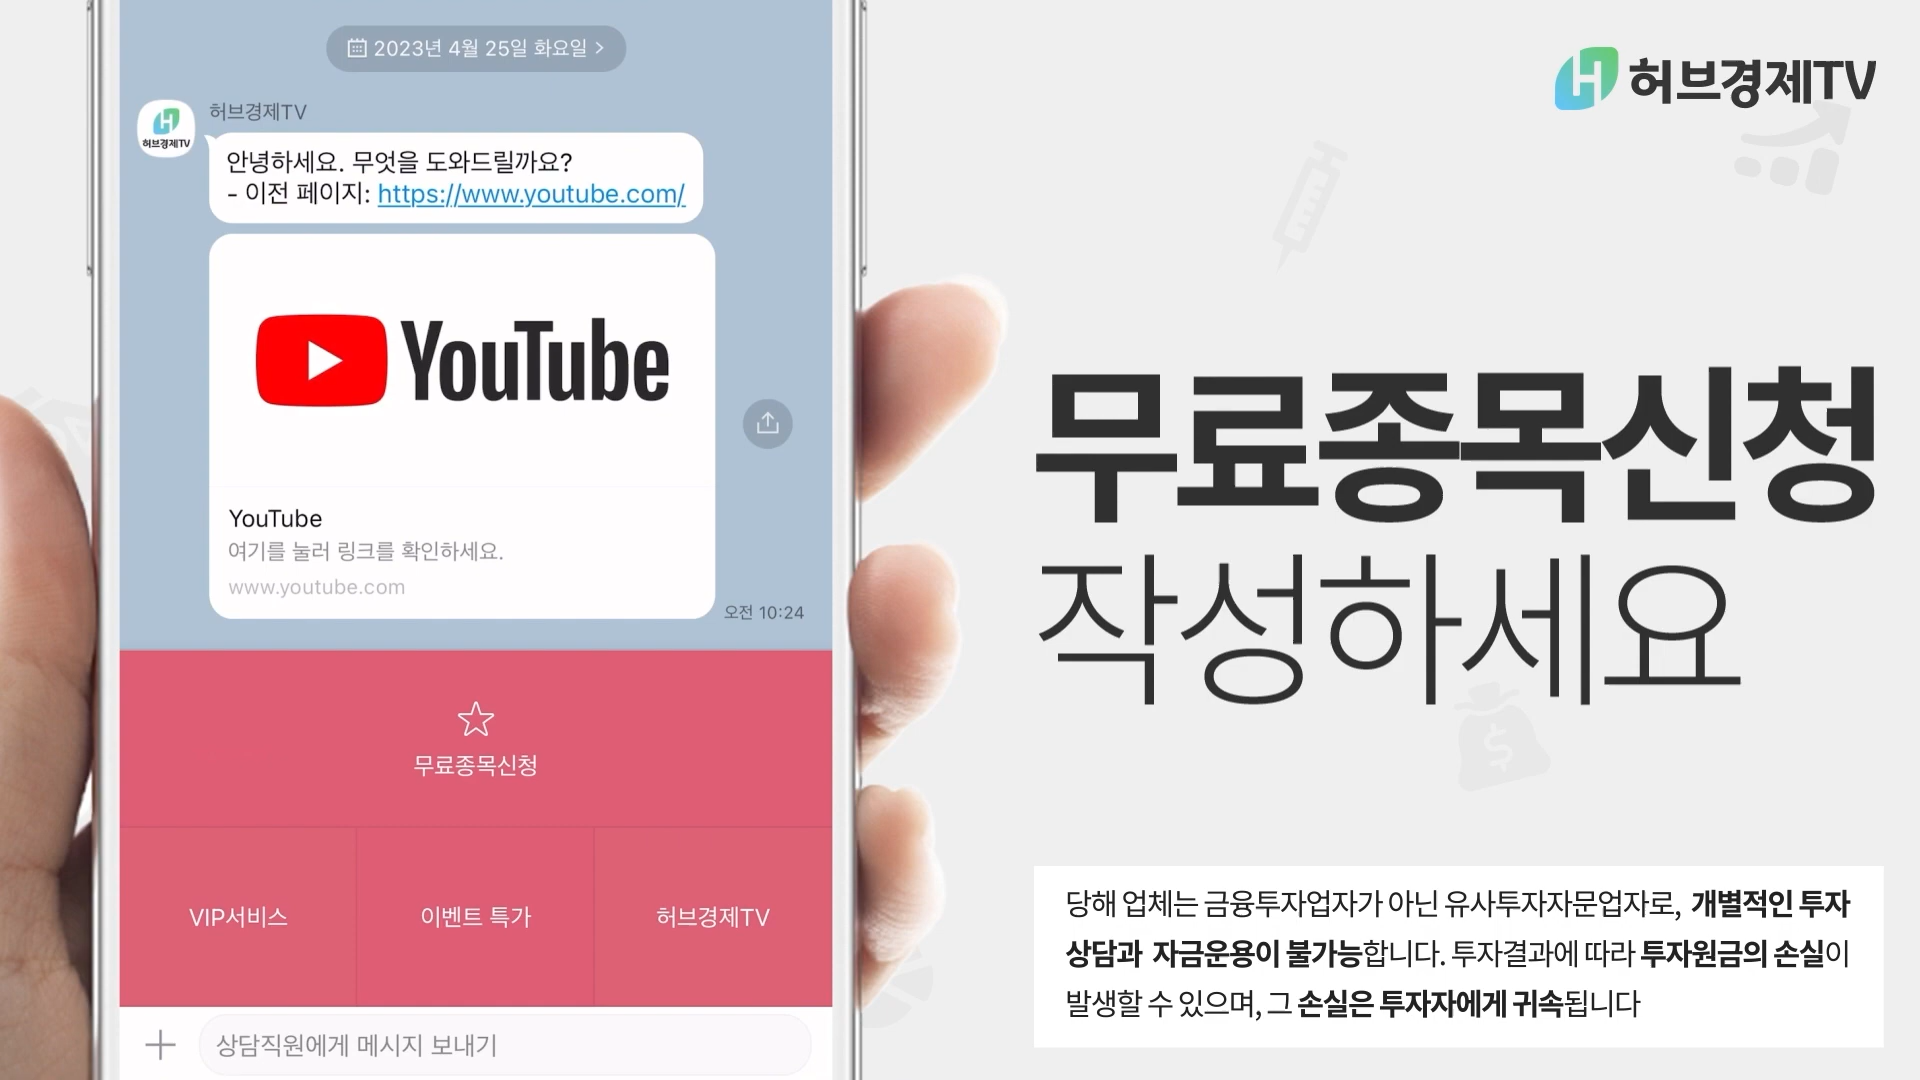 2023년 4월 25일 화요일 >
허브경제TV
허브경제TV
안녕하세요. 무엇을 도와드릴까요?
- 이전 페이지: https://www.youtube.com/
YouTube
YouTube
여기를 눌러 링크를 확인하세요.
www.youtube.com
오전 10:24
무료종목신청
VIP서비스
이벤트 특가
허브경제TV
상담직원에게 메시지 보내기
허브경제TV
무료종목신청
작성하세요
당해 업체는 금융투자업자가 아닌 유사투자자문업자로, 개별적인 투자
상담과 자금운용이 불가능합니다. 투자결과에 따라 투자원금의 손실이
발생할 수 있으며, 그 손실은 투자자에게 귀속됩니다